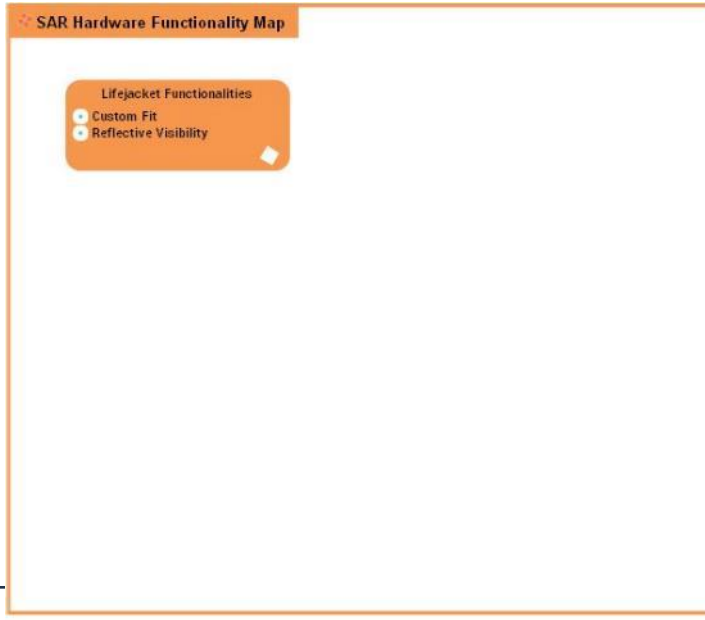 SAR Hardware Functionality Map
Lifejacket Functionalities
Custom Fit
Reflective Visibility